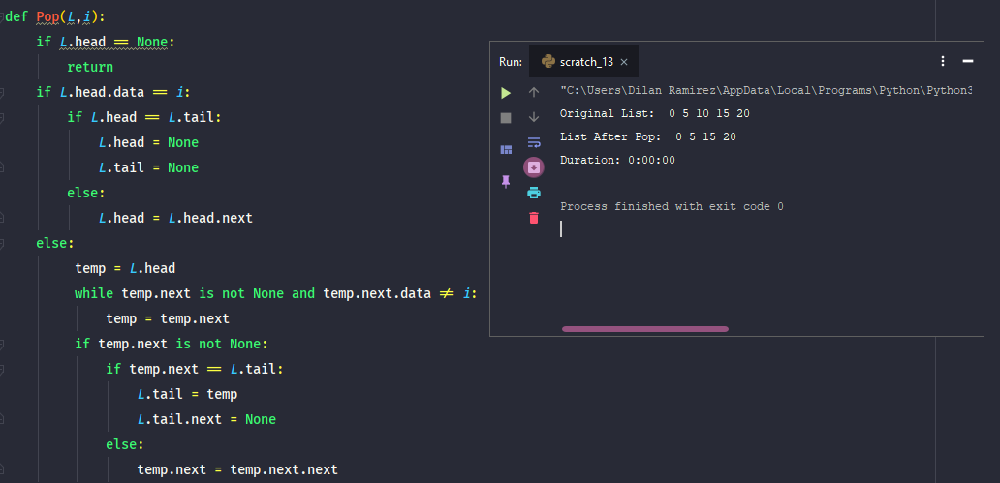 def Pop(L,i):
    if L.head == None:
        return
    if L.head.data == i:
        if L.head == L.tail:
            L.head = None
            L.tail = None
        else:
            L.head = L.head.next
    else:
         temp = L.head
         while temp.next is not None and temp.next.data != i:
             temp = temp.next
         if temp.next is not None:
             if temp.next == L.tail:
                 L.tail = temp
                 L.tail.next = None
             else:
                 temp.next = temp.next.next
Run: scratch_13 ×
"C:\Users\Dilan Ramirez\AppData\Local\Programs\Python\Python3
Original List:  0 5 10 15 20
List After Pop:  0 5 15 20
Duration: 0:00:00
Process finished with exit code 0